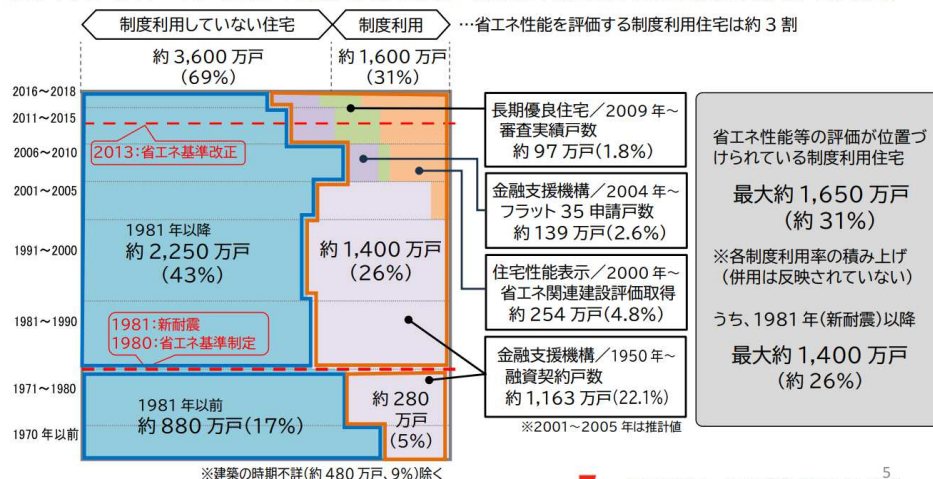 制度利用していない住宅
制度利用
…省エネ性能を評価する制度利用住宅は約3割
約3,600万戸
(69%)
約1,600万戸
(31%)
2016~2018
2011~2015
2006~2010
2001~2005
1991~2000
1981~1990
1971~1980
1970年以前
2013:省エネ基準改正
1981年以降
約2,250万戸
(43%)
約1,400万戸
(26%)
1981:新耐震
1980:省エネ基準制定
1981年以前
約880万戸(17%)
約280
万戸
(5%)
※建築の時期不詳(約480万戸、9%)除く
長期優良住宅/2009年~
審査実績戸数
約97万戸(1.8%)
金融支援機構/2004年~
フラット35申請戸数
約139万戸(2.6%)
住宅性能表示/2000年~
省エネ関連建設評価取得
約254万戸(4.8%)
金融支援機構/1950年~
融資契約戸数
約1,163万戸(22.1%)
※2001~2005年は推計値
省エネ性能等の評価が位置づ
けられている制度利用住宅
最大約1,650万戸
(約31%)
※各制度利用率の積み上げ
(併用は反映されていない)
うち、1981年(新耐震)以降
最大約1,400万戸
(約26%)
5